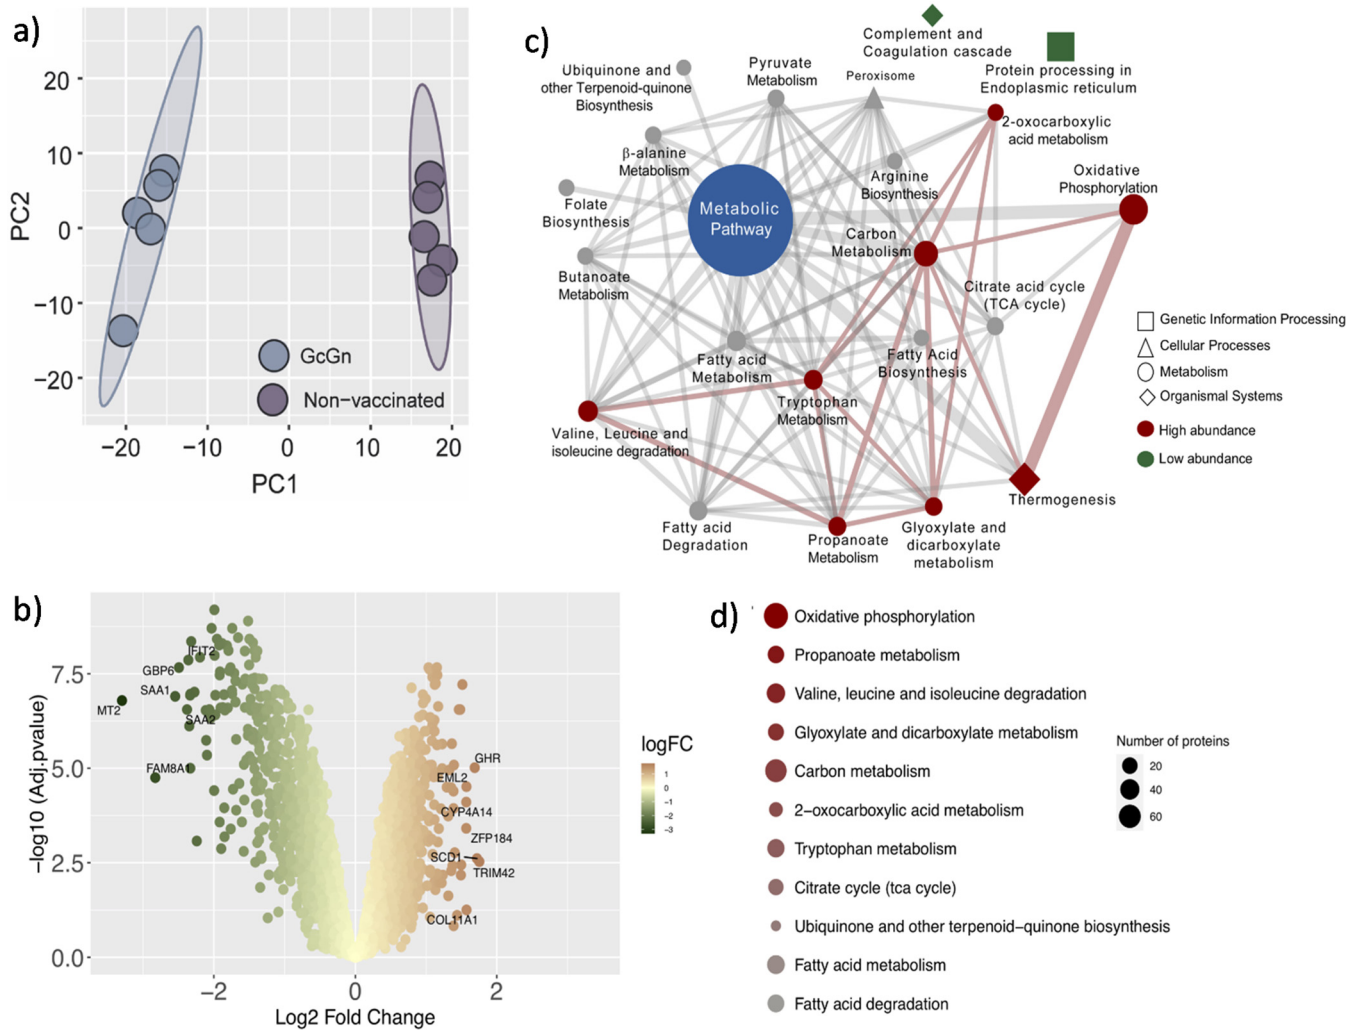 a)
20
10
0
−10
−20
PC2
GcGn
Non-vaccinated
−20
−10
0
10
20
PC1
c)
Complement and
Coagulation cascade
Protein processing in
Endoplasmic reticulum
Ubiquinone and
other Terpenoid-quinone
Biosynthesis
Pyruvate
Metabolism
Peroxisome
2-oxocarboxylic
acid metabolism
β-alanine
Metabolism
Arginine
Biosynthesis
Oxidative
Phosphorylation
Folate
Biosynthesis
Metabolic
Pathway
Carbon
Metabolism
Butanoate
Metabolism
Citrate acid cycle
(TCA cycle)
Fatty acid
Metabolism
Fatty Acid
Biosynthesis
Tryptophan
Metabolism
Valine, Leucine and
isoleucine degradation
Thermogenesis
Fatty acid
Degradation
Propanoate
Metabolism
Glyoxylate and
dicarboxylate
metabolism
Genetic Information Processing
Cellular Processes
Metabolism
Organismal Systems
High abundance
Low abundance
b)
7.5
5.0
2.5
0.0
−log10 (Adj.pvalue)
IFIT2
GBP6
SAA1
MT2
SAA2
FAM8A1
GHR
EML2
CYP4A14
ZFP184
SCD1
TRIM42
COL11A1
−2
0
2
Log2 Fold Change
logFC
1
0
−1
−2
−3
d)
Oxidative phosphorylation
Propanoate metabolism
Valine, leucine and isoleucine degradation
Glyoxylate and dicarboxylate metabolism
Carbon metabolism
2−oxocarboxylic acid metabolism
Tryptophan metabolism
Citrate cycle (tca cycle)
Ubiquinone and other terpenoid−quinone biosynthesis
Fatty acid metabolism
Fatty acid degradation
Number of proteins
20
40
60